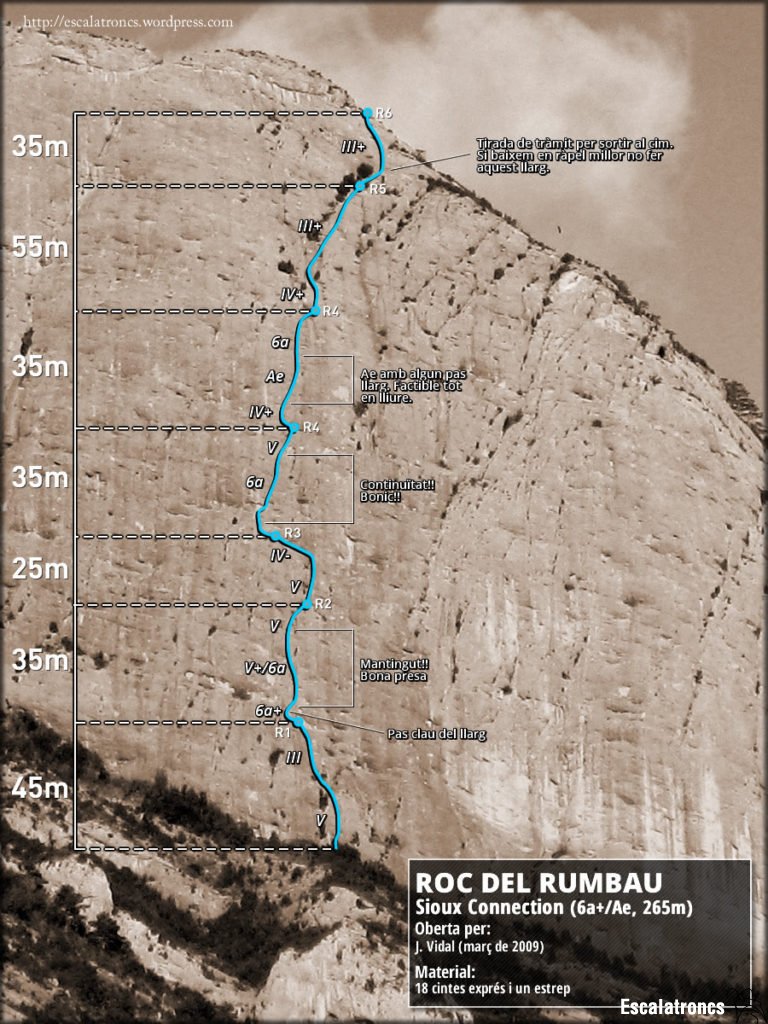 http://escalatroncs.wordpress.com
R6
35m
III+
Tirada de tràmit per sortir al cim.
Si baixem en ràpel millor no fer
aquest llarg.
R5
III+
55m
IV+
R4
6a
35m
Ae
Ae amb algun pas
llarg. Factible tot
en lliure.
IV+
R4
V
35m
6a
Continuïtat!!
Bonic!!
R3
IV-
25m
V
R2
V
35m
V+/6a
Mantingut!!
Bona presa
6a+
R1
Pas clau del llarg
III
45m
V
ROC DEL RUMBAU
Sioux Connection (6a+/Ae, 265m)
Oberta per:
J. Vidal (març de 2009)
Material:
18 cintes exprés i un estrep
Escalatroncs